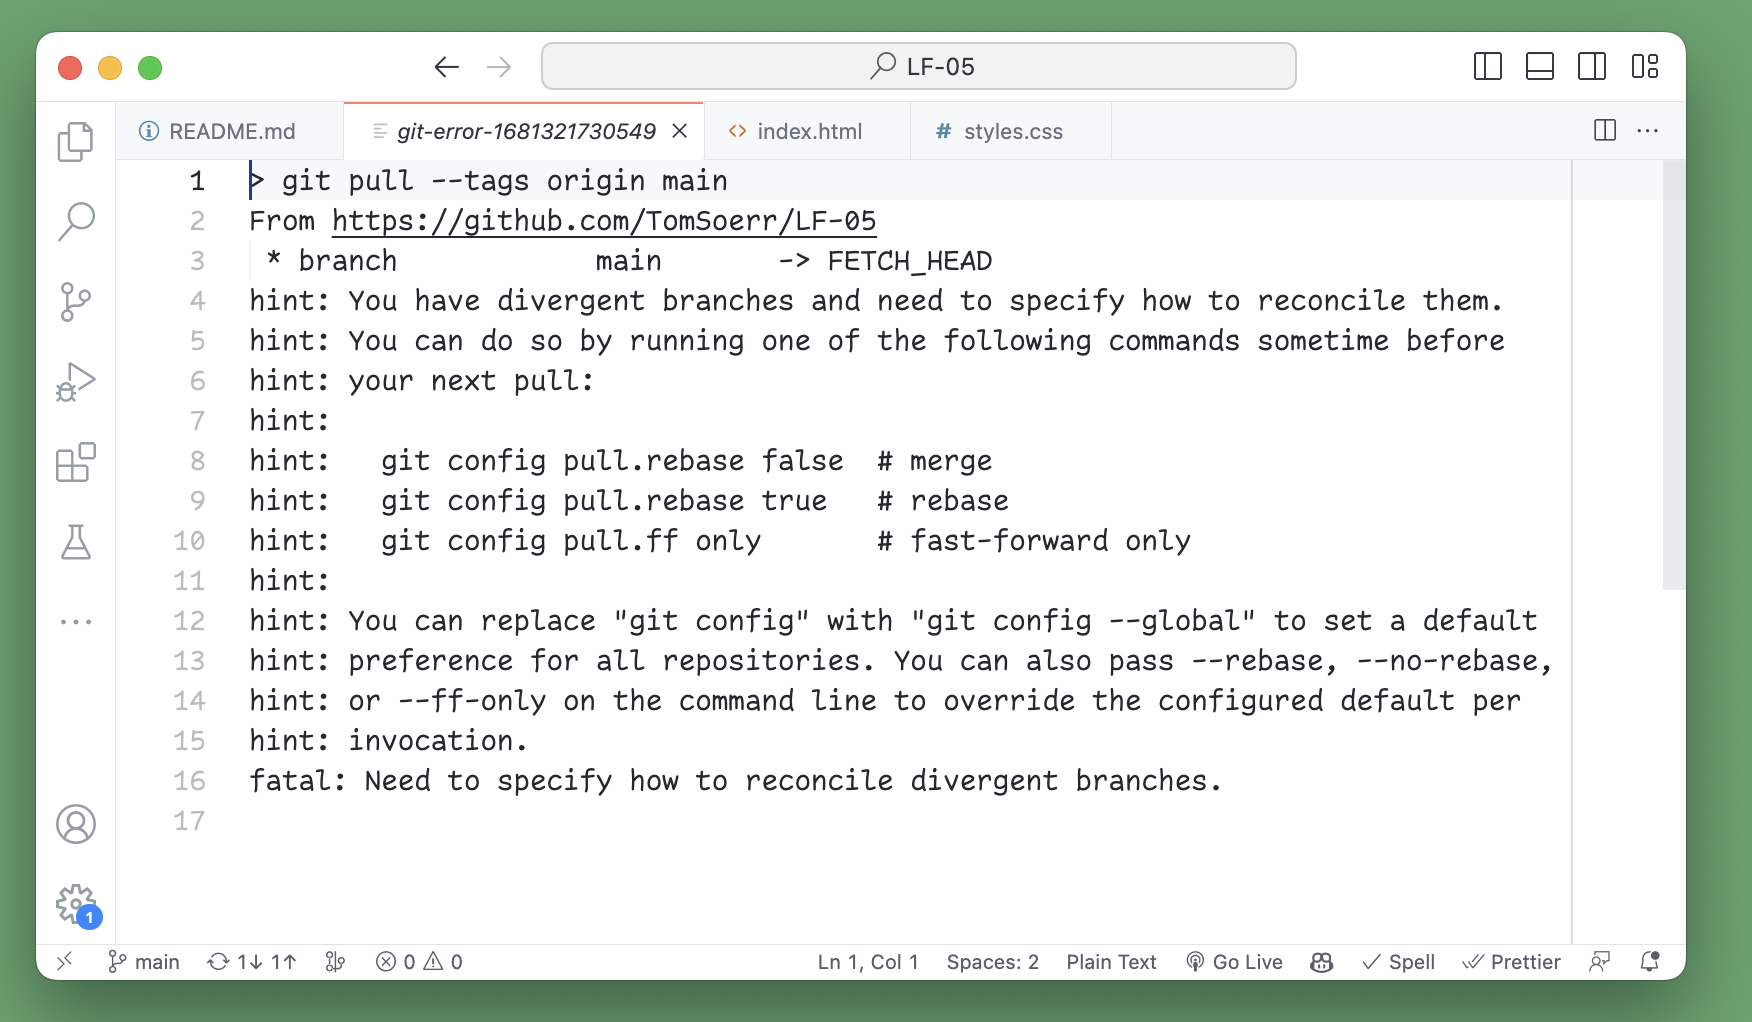 LF-05
README.md
git-error-1681321730549
index.html
styles.css
1 > git pull --tags origin main
2 From https://github.com/TomSoerr/LF-05
3  * branch            main       -> FETCH_HEAD
4 hint: You have divergent branches and need to specify how to reconcile them.
5 hint: You can do so by running one of the following commands sometime before
6 hint: your next pull:
7 hint:
8 hint:   git config pull.rebase false  # merge
9 hint:   git config pull.rebase true   # rebase
10 hint:   git config pull.ff only       # fast-forward only
11 hint:
12 hint: You can replace "git config" with "git config --global" to set a default
13 hint: preference for all repositories. You can also pass --rebase, --no-rebase,
14 hint: or --ff-only on the command line to override the configured default per
15 hint: invocation.
16 fatal: Need to specify how to reconcile divergent branches.
17
1
main 1↓ 1↑ 0 0 Ln 1, Col 1 Spaces: 2 Plain Text Go Live Spell Prettier